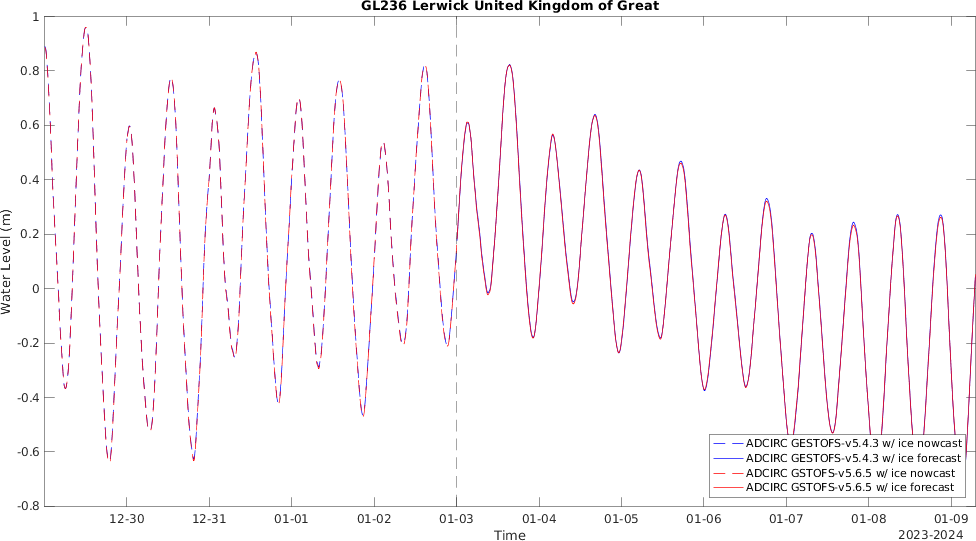 GL236 Lerwick United Kingdom of Great
1
0.8
0.6
0.4
0.2
0
-0.2
-0.4
-0.6
-0.8
Water Level (m)
ADCIRC GESTOFS-v5.4.3 w/ ice nowcast
ADCIRC GESTOFS-v5.4.3 w/ ice forecast
ADCIRC GSTOFS-v5.6.5 w/ ice nowcast
ADCIRC GSTOFS-v5.6.5 w/ ice forecast
12-30 12-31 01-01 01-02 01-03 01-04 01-05 01-06 01-07 01-08 01-09
Time
2023-2024